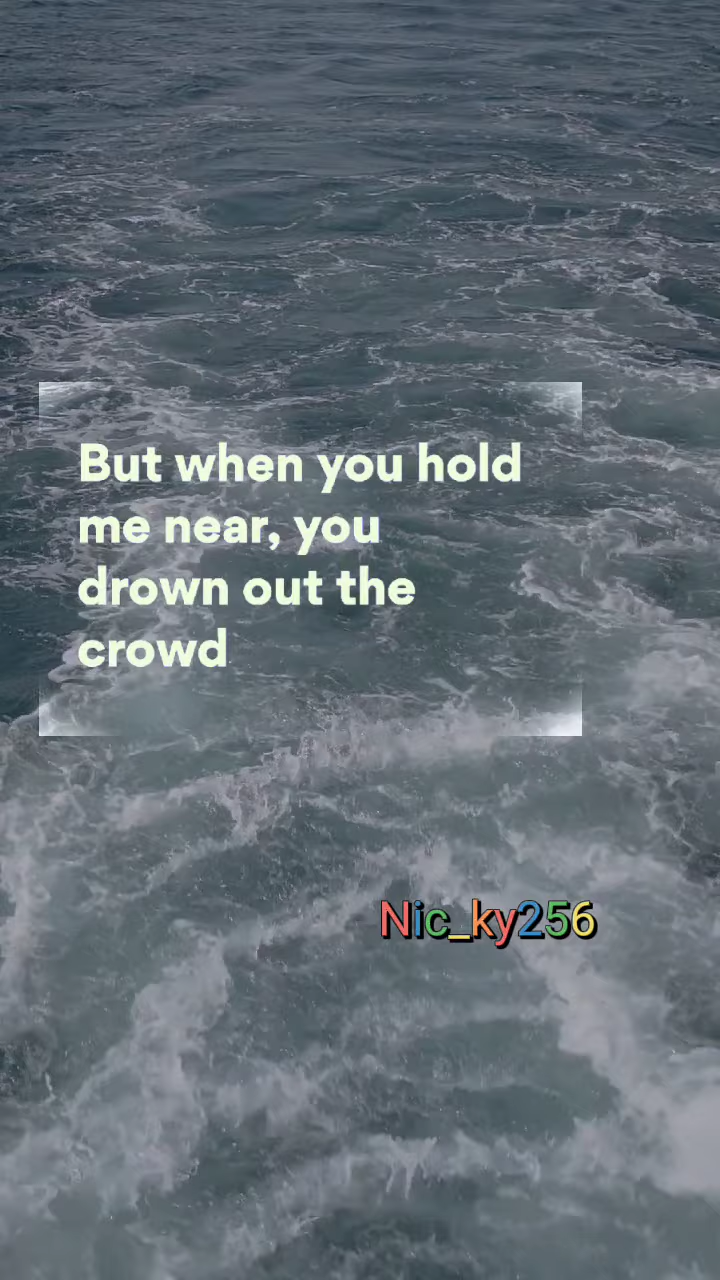 But when you hold
me near, you
drown out the
crowd
Nic_ky256